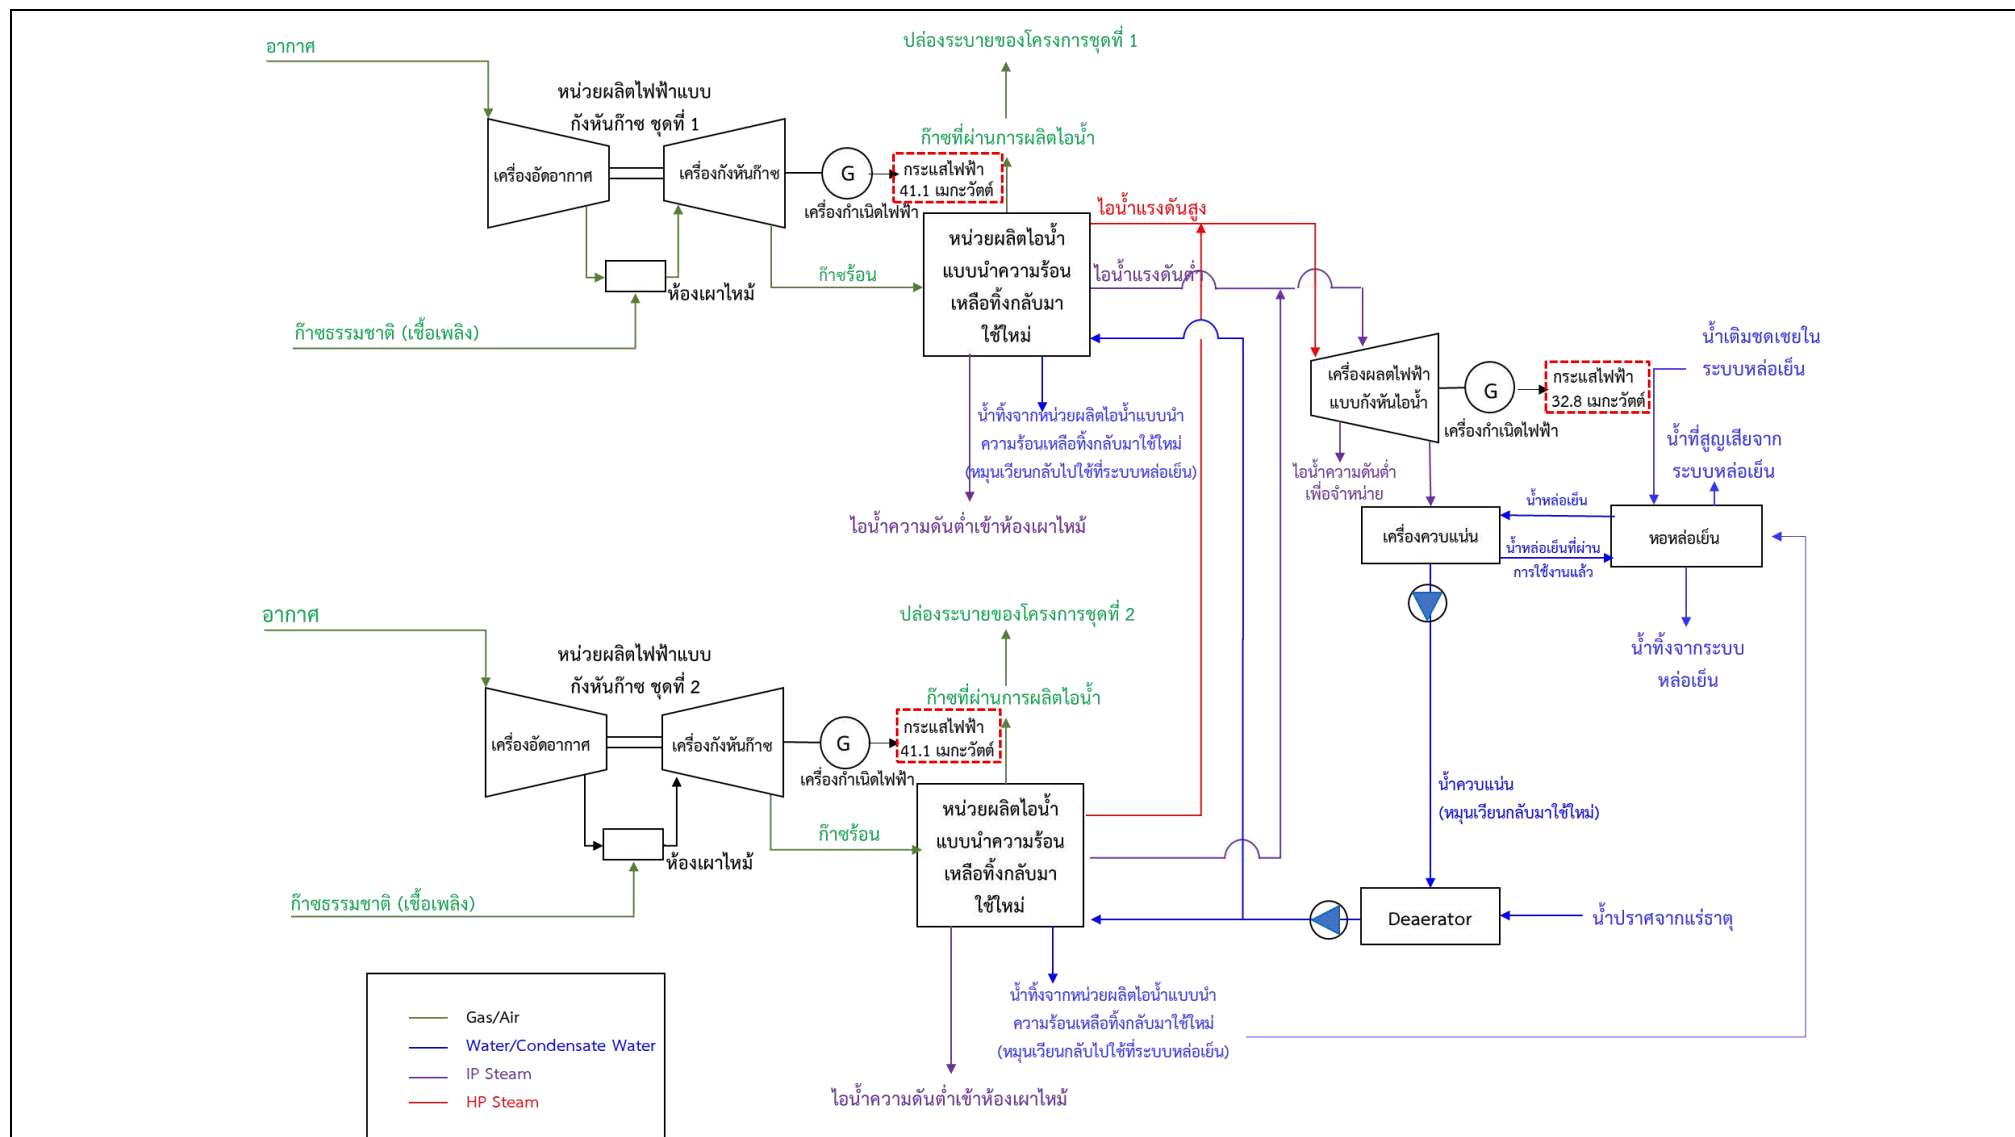 อากาศ
ปล่องระบายของโครงการชุดที่ 1
หน่วยผลิตไฟฟ้าแบบ
กังหันก๊าซ ชุดที่ 1
ก๊าซที่ผ่านการผลิตไอน้ำ
เครื่องอัดอากาศ
เครื่องกังหันก๊าซ
G
กระแสไฟฟ้า
41.1 เมกะวัตต์
เครื่องกำเนิดไฟฟ้า
ไอน้ำแรงดันสูง
หน่วยผลิตไอน้ำ
แบบนำความร้อน
เหลือทิ้งกลับมา
ใช้ใหม่
ก๊าซร้อน
ไอน้ำแรงดันต่ำ
ห้องเผาไหม้
ก๊าซธรรมชาติ (เชื้อเพลิง)
น้ำเติมชดเชยใน
ระบบหล่อเย็น
เครื่องผลตไฟฟ้า
แบบกังหันไอน้ำ
G
กระแสไฟฟ้า
32.8 เมกะวัตต์
เครื่องกำเนิดไฟฟ้า
น้ำทิ้งจากหน่วยผลิตไอน้ำแบบนำ
ความร้อนเหลือทิ้งกลับมาใช้ใหม่
(หมุนเวียนกลับไปใช้ที่ระบบหล่อเย็น)
น้ำที่สูญเสียจาก
ระบบหล่อเย็น
ไอน้ำความดันต่ำ
เพื่อจำหน่าย
ไอน้ำความดันต่ำเข้าห้องเผาไหม้
น้ำหล่อเย็น
เครื่องควบแน่น
หอหล่อเย็น
น้ำหล่อเย็นที่ผ่าน
การใช้งานแล้ว
อากาศ
ปล่องระบายของโครงการชุดที่ 2
หน่วยผลิตไฟฟ้าแบบ
กังหันก๊าซ ชุดที่ 2
น้ำทิ้งจากระบบ
หล่อเย็น
ก๊าซที่ผ่านการผลิตไอน้ำ
เครื่องอัดอากาศ
เครื่องกังหันก๊าซ
G
กระแสไฟฟ้า
41.1 เมกะวัตต์
เครื่องกำเนิดไฟฟ้า
หน่วยผลิตไอน้ำ
แบบนำความร้อน
เหลือทิ้งกลับมา
ใช้ใหม่
ก๊าซร้อน
น้ำควบแน่น
(หมุนเวียนกลับมาใช้ใหม่)
ห้องเผาไหม้
ก๊าซธรรมชาติ (เชื้อเพลิง)
Deaerator
น้ำปราศจากแร่ธาตุ
น้ำทิ้งจากหน่วยผลิตไอน้ำแบบนำ
ความร้อนเหลือทิ้งกลับมาใช้ใหม่
(หมุนเวียนกลับไปใช้ที่ระบบหล่อเย็น)
ไอน้ำความดันต่ำเข้าห้องเผาไหม้
Gas/Air
Water/Condensate Water
IP Steam
HP Steam